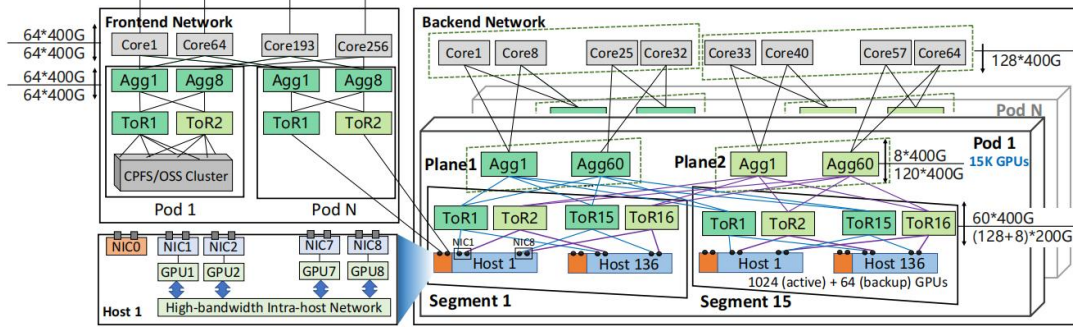 Frontend Network
64*400G
64*400G
Core1
Core64
Core193
Core256
64*400G
64*400G
Agg1
Agg8
Agg1
Agg8
ToR1
ToR2
ToR1
ToR2
CPFS/OSS Cluster
Pod 1
Pod N
NIC0
NIC1
NIC2
NIC7
NIC8
GPU1
GPU2
GPU7
GPU8
High-bandwidth Intra-host Network
Host 1
Backend Network
Core1
Core8
Core25
Core32
Core33
Core40
Core57
Core64
128*400G
Pod N
Pod 1
15K GPUs
Plane1
Agg1
Agg60
Plane2
Agg1
Agg60
8*400G
120*400G
ToR1
ToR2
ToR15
ToR16
ToR1
ToR2
ToR15
ToR16
60*400G
(128+8)*200G
NIC1
NIC8
Host 1
Host 136
Host 1
Host 136
1024 (active) + 64 (backup) GPUs
Segment 1
Segment 15